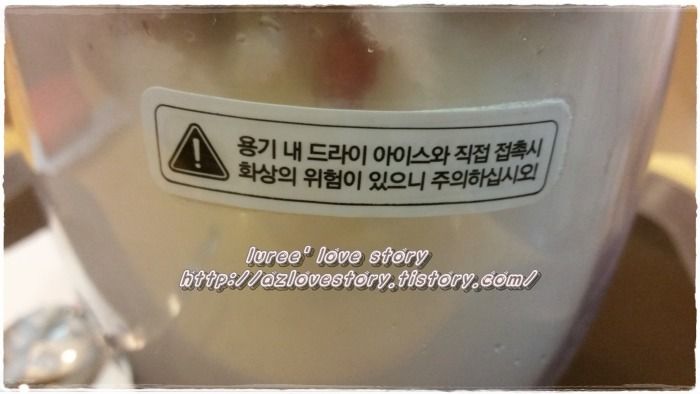 용기 내 드라이 아이스와 직접 접촉시
화상의 위험이 있으니 주의하십시오!
luree' love story
http://azlovestory.tistory.com/